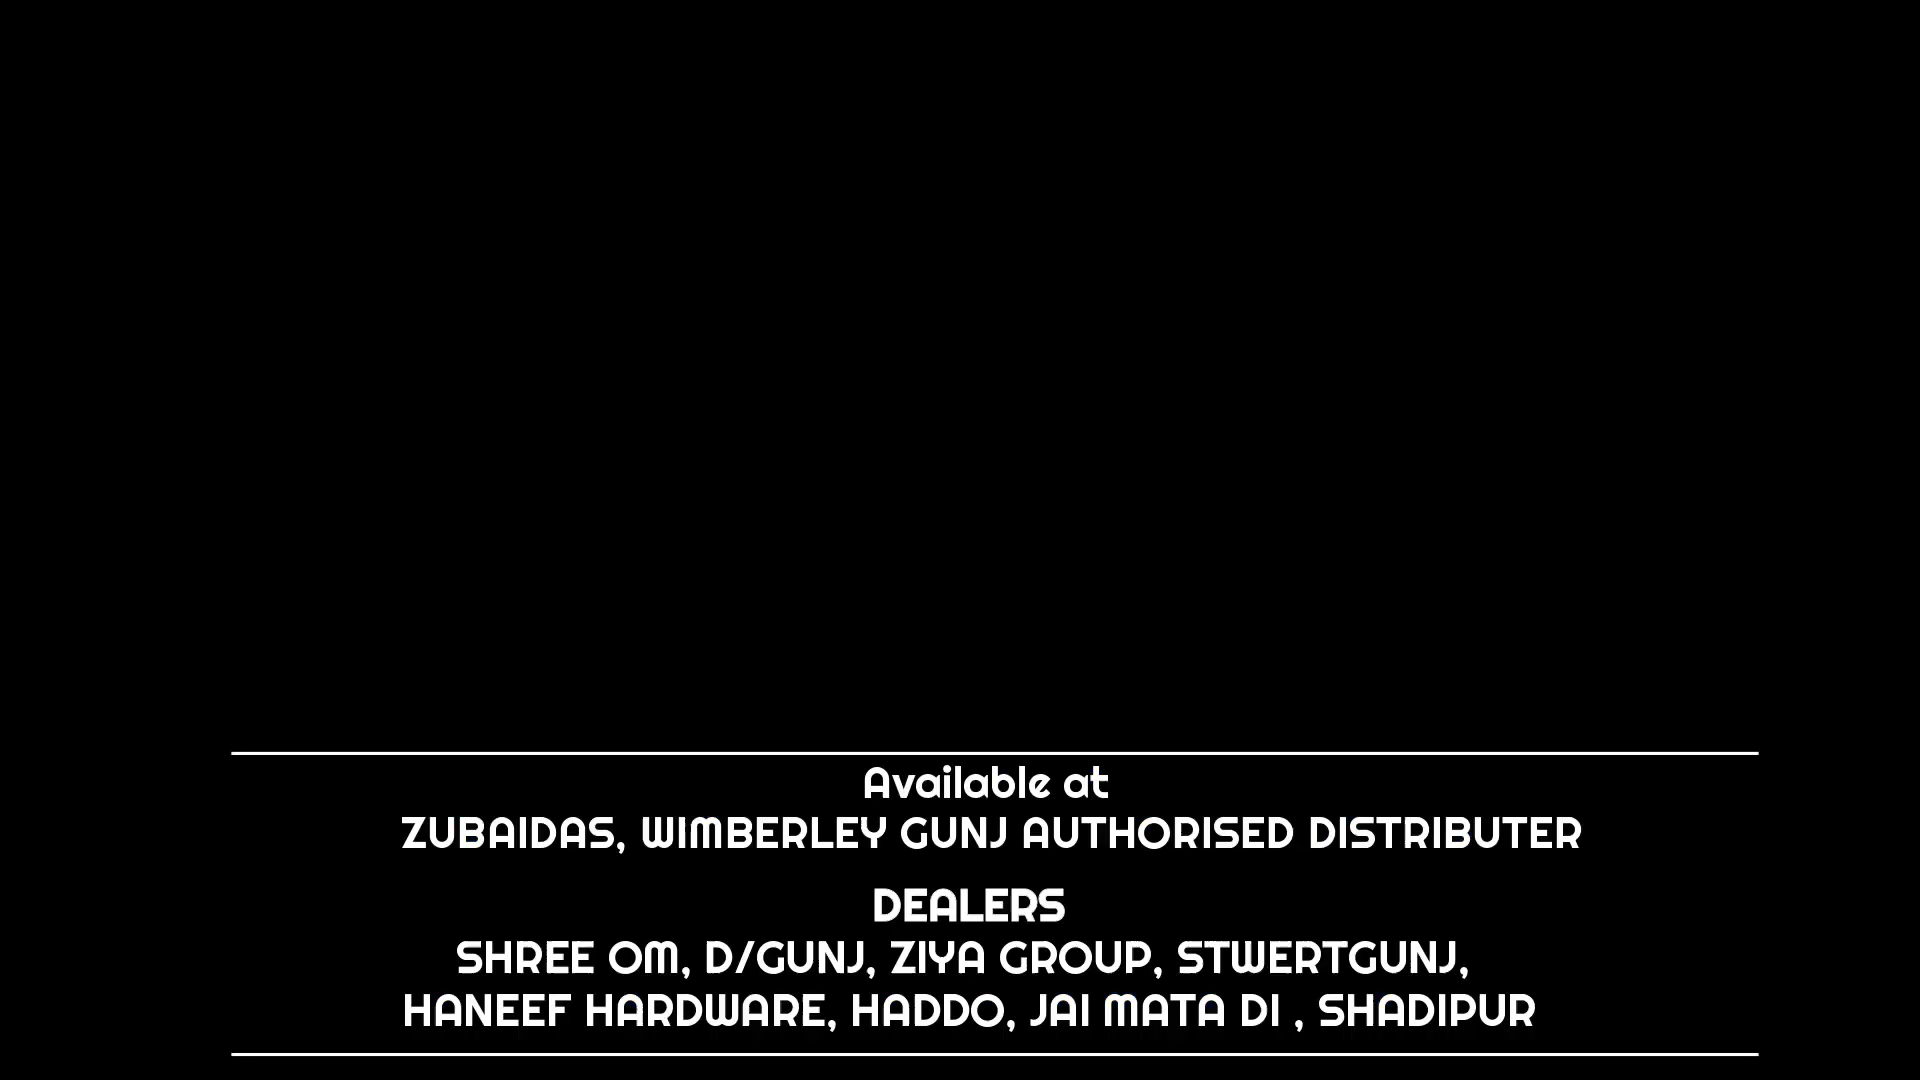 Available at
ZUBAIDAS, WIMBERLEY GUNJ AUTHORISED DISTRIBUTER
DEALERS
SHREE OM, D/GUNJ, ZIYA GROUP, STWERTGUNJ,
HANEEF HARDWARE, HADDO, JAI MATA DI , SHADIPUR